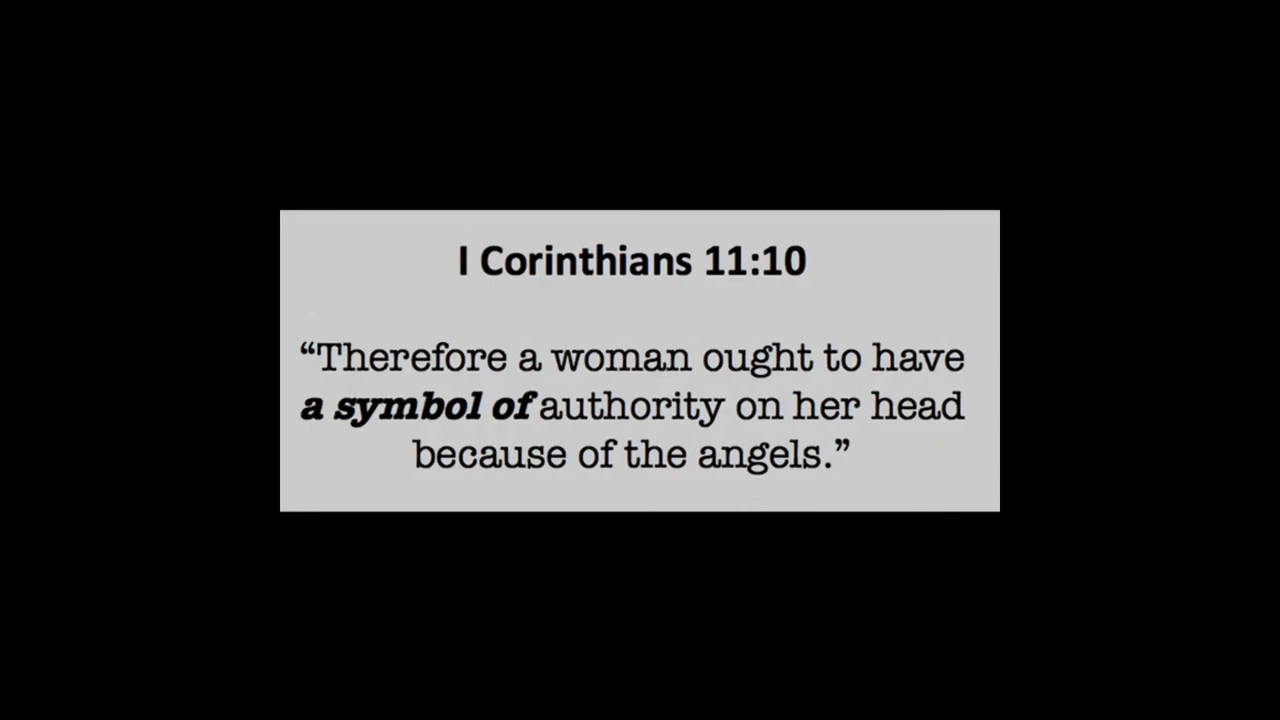 I Corinthians 11:10
“Therefore a woman ought to have
a symbol of authority on her head
because of the angels.”